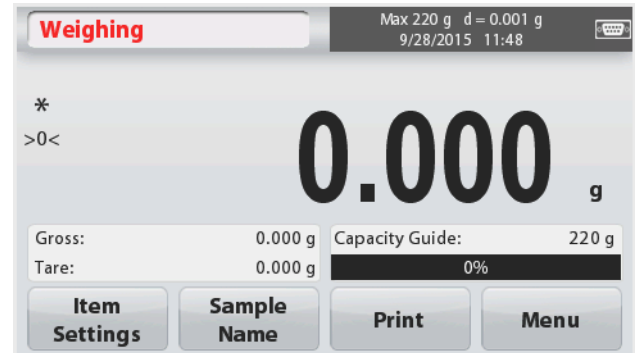 Weighing
Max 220 g d = 0.001 g
9/28/2015 11:48
*
>0<
0.000 g
Gross: 0.000 g
Tare: 0.000 g
Capacity Guide: 220 g
0%
Item Settings
Sample Name
Print
Menu